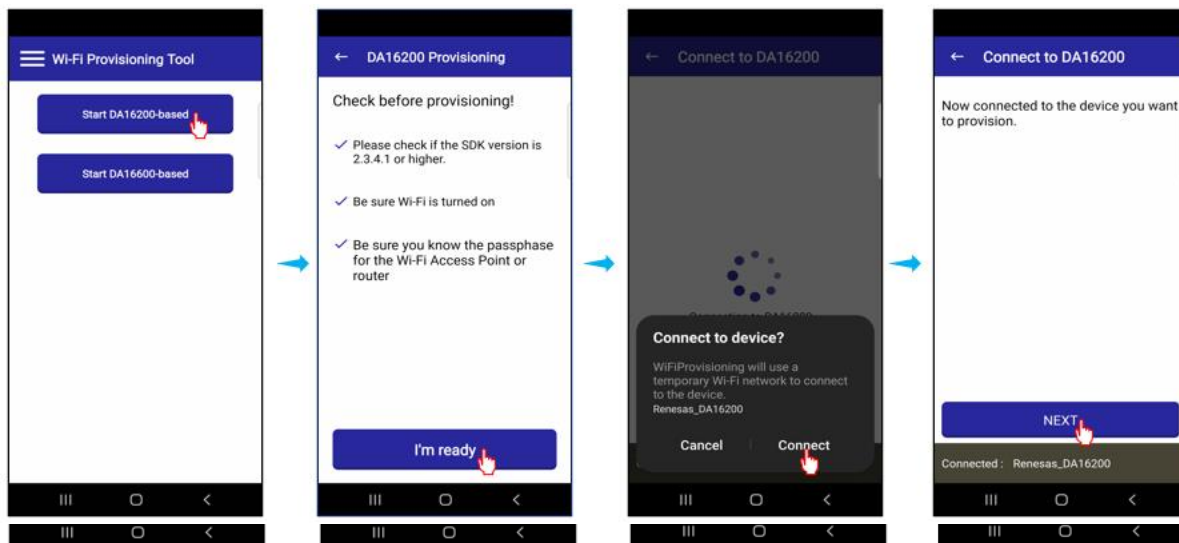 Wi-Fi Provisioning Tool
Start DA16200-based
Start DA16600-based
DA16200 Provisioning
Check before provisioning!
Please check if the SDK version is
2.3.4.1 or higher.
Be sure Wi-Fi is turned on
Be sure you know the passphase
for the Wi-Fi Access Point or
router
I'm ready
Connect to DA16200
Connect to device?
WiFiProvisioning will use a
temporary Wi-Fi network to connect
to the device.
Renesas_DA16200
Cancel
Connect
Connect to DA16200
Now connected to the device you want
to provision.
NEXT
Connected : Renesas_DA16200